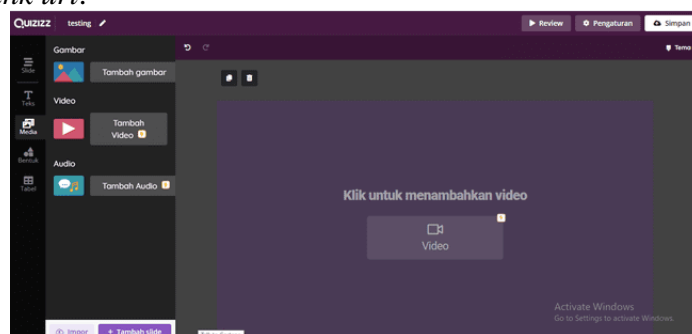 QUIZIZZ testing Review Pengaturan Simpan
Tema
Slide
Teks
Media
Bentuk
Tabel
Gambar
Tambah gambar
Video
Tambah
Video
Audio
Tambah Audio
Impor + Tambah slide
Klik untuk menambahkan video
Video
Activate Windows
Go to Settings to activate Windows.